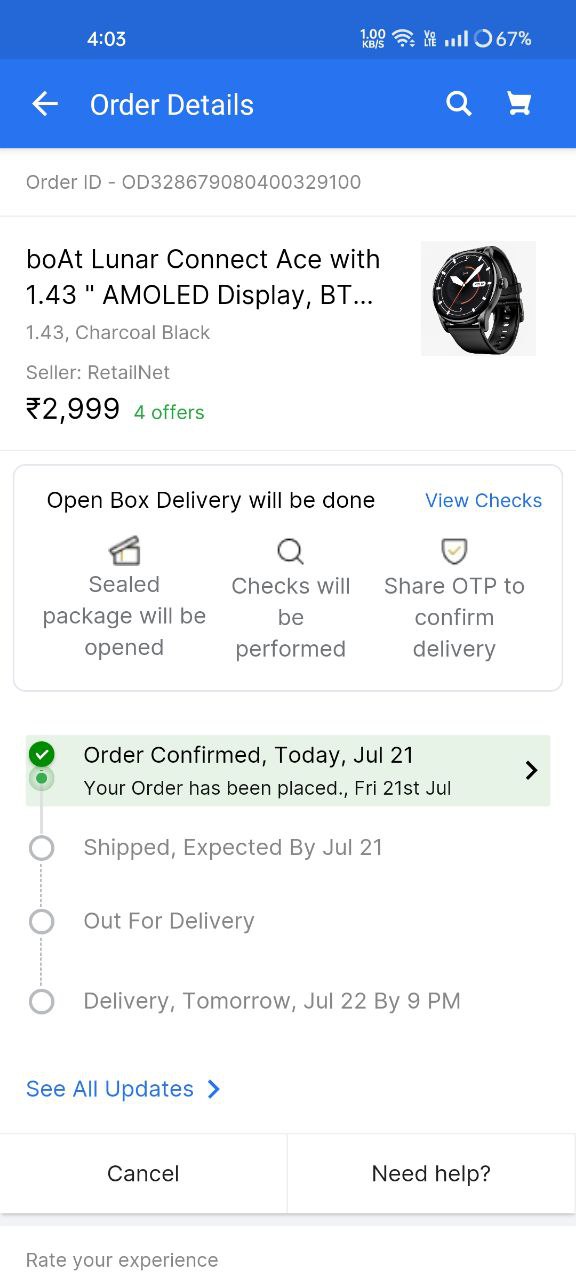 4:03
1.00 KB/S Vo LTE 67%
Order Details
Order ID - OD328679080400329100
boAt Lunar Connect Ace with
1.43 " AMOLED Display, BT...
1.43, Charcoal Black
Seller: RetailNet
₹2,999 4 offers
Open Box Delivery will be done View Checks
Sealed
package will be
opened
Checks will
be
performed
Share OTP to
confirm
delivery
Order Confirmed, Today, Jul 21
Your Order has been placed., Fri 21st Jul
Shipped, Expected By Jul 21
Out For Delivery
Delivery, Tomorrow, Jul 22 By 9 PM
See All Updates
Cancel Need help?
Rate your experience